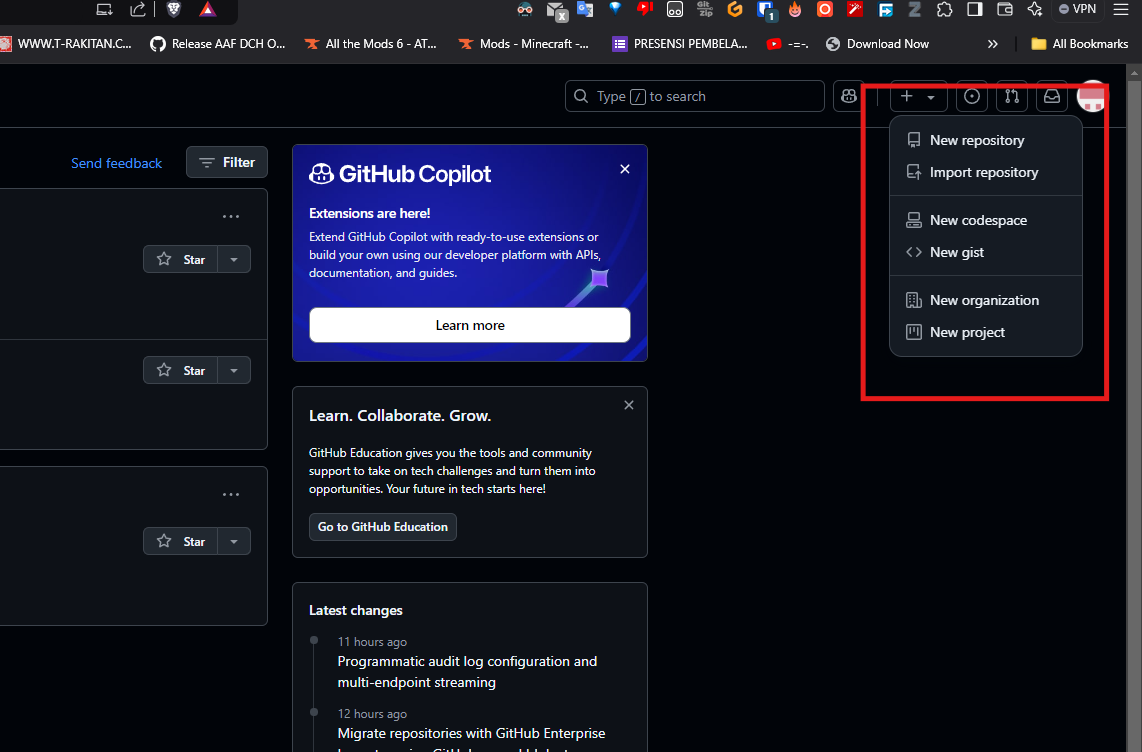 VPN
WWW.T-RAKITAN.C...
Release AAF DCH O...
All the Mods 6 - AT...
Mods - Minecraft -...
PRESENSI PEMBELA...
-=-.
Download Now
All Bookmarks
Type / to search
Send feedback
Filter
Star
Star
Star
GitHub Copilot
Extensions are here!
Extend GitHub Copilot with ready-to-use extensions or
build your own using our developer platform with APIs,
documentation, and guides.
Learn more
Learn. Collaborate. Grow.
GitHub Education gives you the tools and community
support to take on tech challenges and turn them into
opportunities. Your future in tech starts here!
Go to GitHub Education
Latest changes
11 hours ago
Programmatic audit log configuration and
multi-endpoint streaming
12 hours ago
Migrate repositories with GitHub Enterprise
New repository
Import repository
New codespace
New gist
New organization
New project